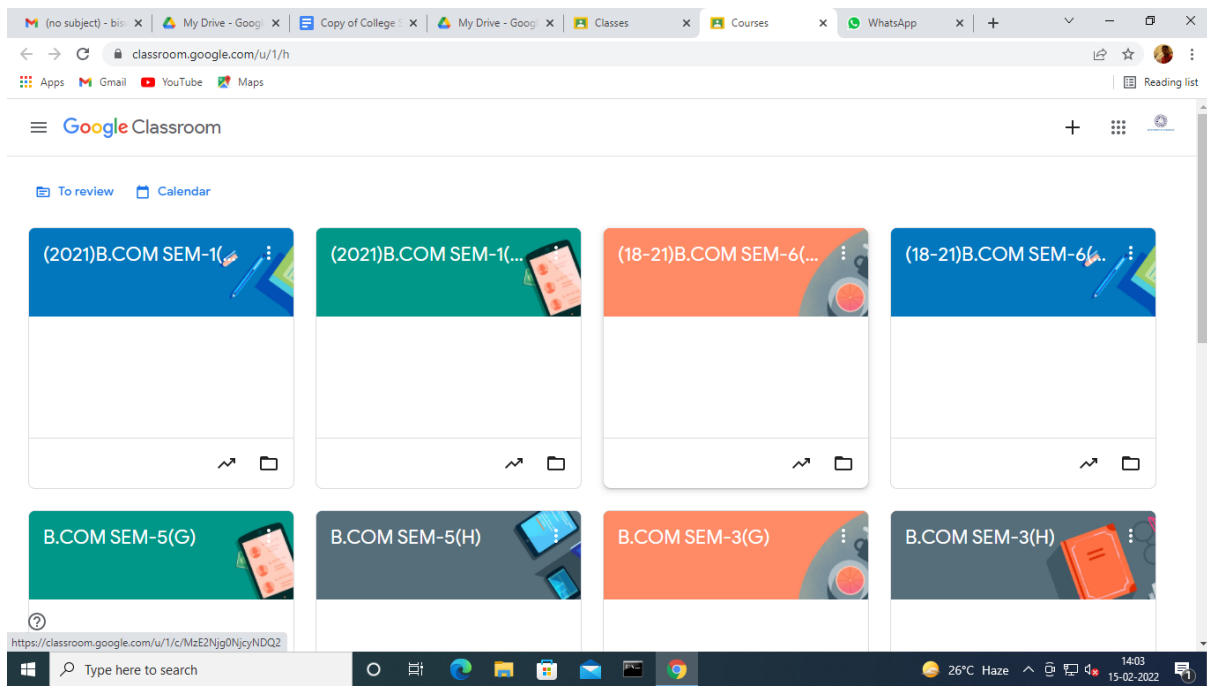 (no subject) - bis
My Drive - Googl
Copy of College S
My Drive - Googl
Classes
Courses
WhatsApp
classroom.google.com/u/1/h
Apps
Gmail
YouTube
Maps
Reading list
Google Classroom
To review
Calendar
(2021)B.COM SEM-1(
(2021)B.COM SEM-1(...
(18-21)B.COM SEM-6(...
(18-21)B.COM SEM-6(...
B.COM SEM-5(G)
B.COM SEM-5(H)
B.COM SEM-3(G)
B.COM SEM-3(H)
https://classroom.google.com/u/1/c/MzE2Njg0NjcyNDQ2
Type here to search
26°C Haze
14:03
15-02-2022
1